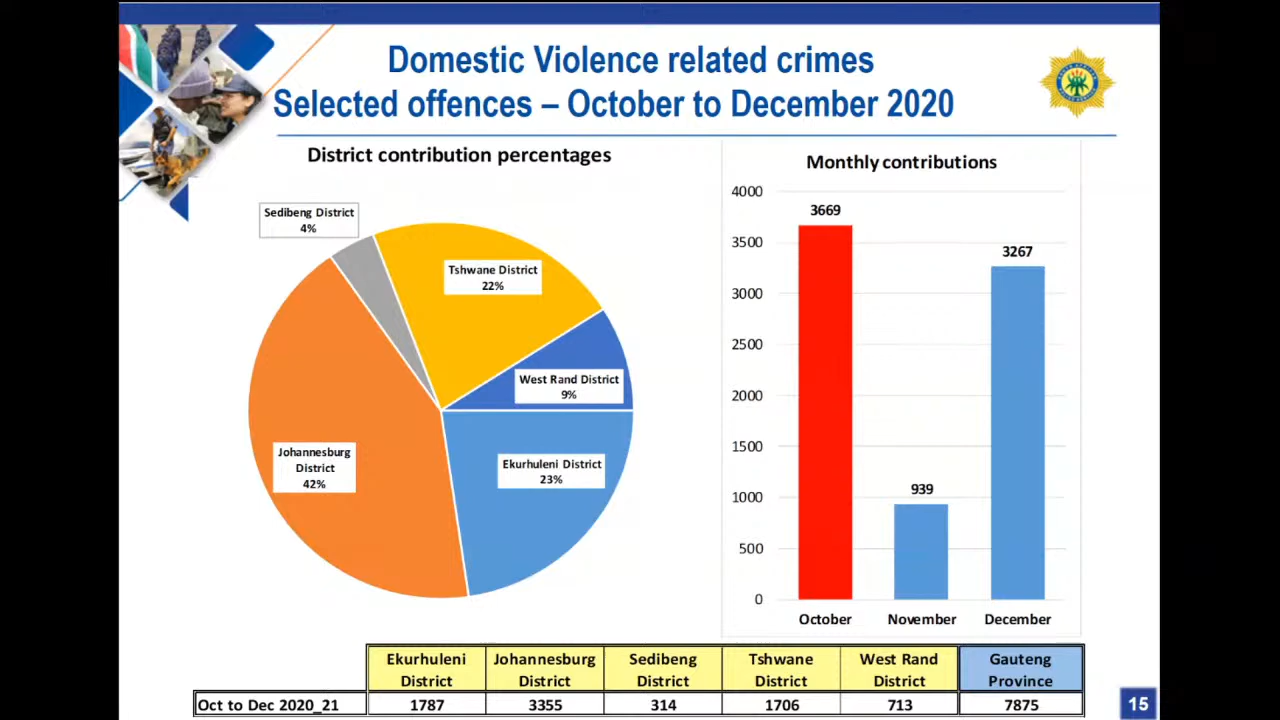 Domestic Violence related crimes
Selected offences – October to December 2020
District contribution percentages
Sedibeng District
4%
Tshwane District
22%
West Rand District
9%
Johannesburg
District
42%
Ekurhuleni District
23%
Monthly contributions
4000
3500
3000
2500
2000
1500
1000
500
0
3669
939
3267
October November December
Ekurhuleni District Johannesburg District Sedibeng District Tshwane District West Rand District Gauteng Province
Oct to Dec 2020_21 1787 3355 314 1706 713 7875
15